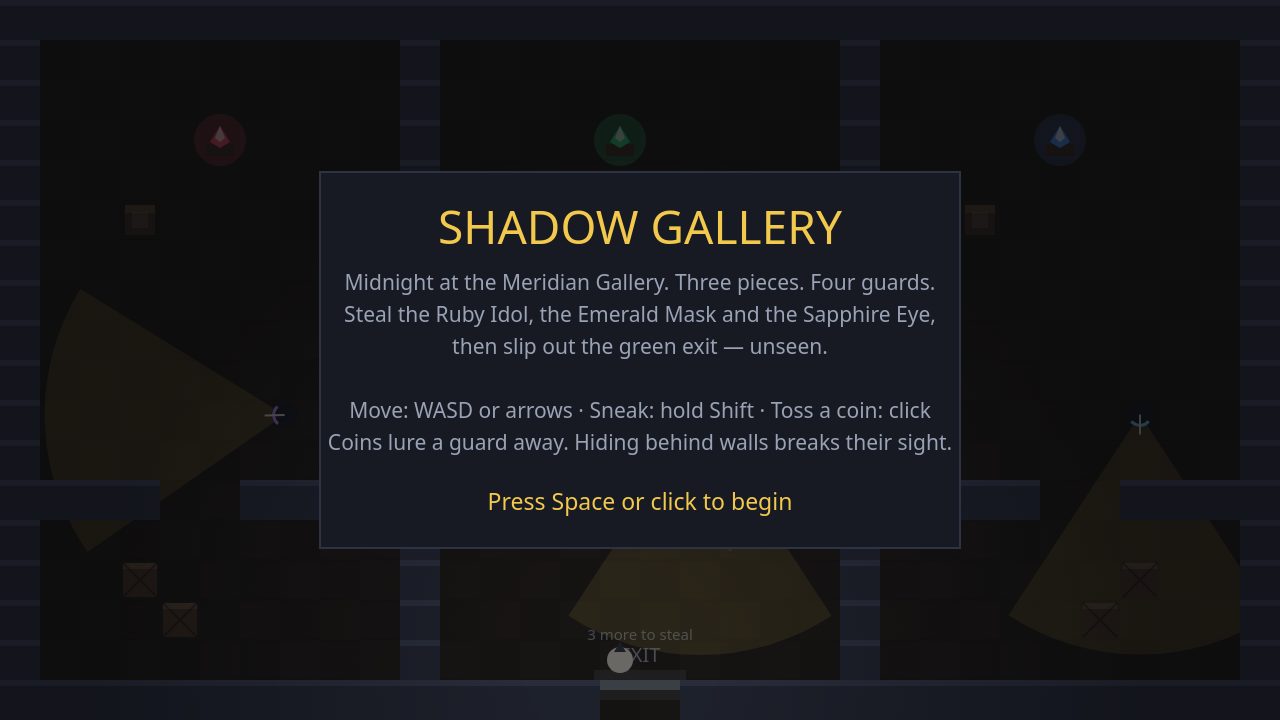 SHADOW GALLERY
Midnight at the Meridian Gallery. Three pieces. Four guards.
Steal the Ruby Idol, the Emerald Mask and the Sapphire Eye,
then slip out the green exit — unseen.
Move: WASD or arrows · Sneak: hold Shift · Toss a coin: click
Coins lure a guard away. Hiding behind walls breaks their sight.
Press Space or click to begin
3 more to steal
EXIT